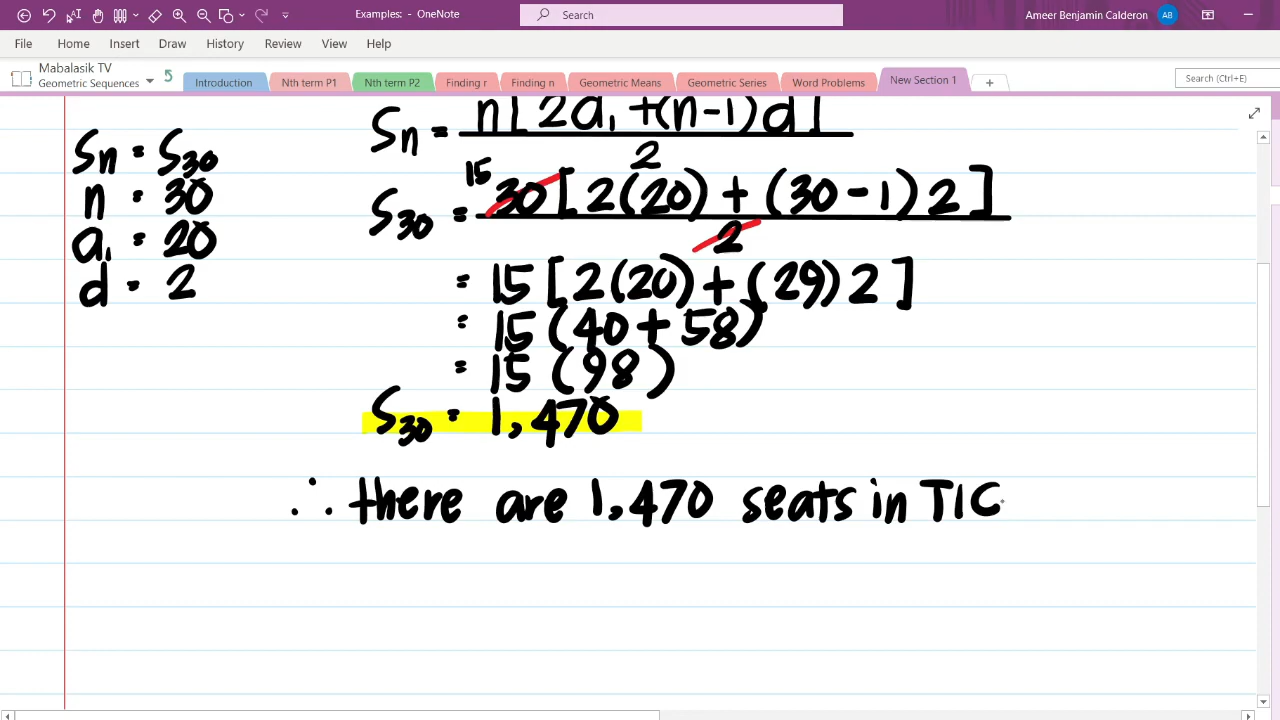 Examples: - OneNote
Search
Ameer Benjamin Calderon AB
File Home Insert Draw History Review View Help
Mabalasik TV
Geometric Sequences
Introduction Nth term P1 Nth term P2 Finding r Finding n Geometric Means Geometric Series Word Problems New Section 1 +
Search (Ctrl+E)
Sn = n[2a1 +(n-1)d]
2
Sn = S30
n = 30
a1 = 20
d = 2
15
S30 = 30[2(20) + (30-1)2]
2
= 15[2(20)+(29)2]
= 15(40+58)
= 15(98)
S30 = 1,470
∴ there are 1,470 seats in TIC